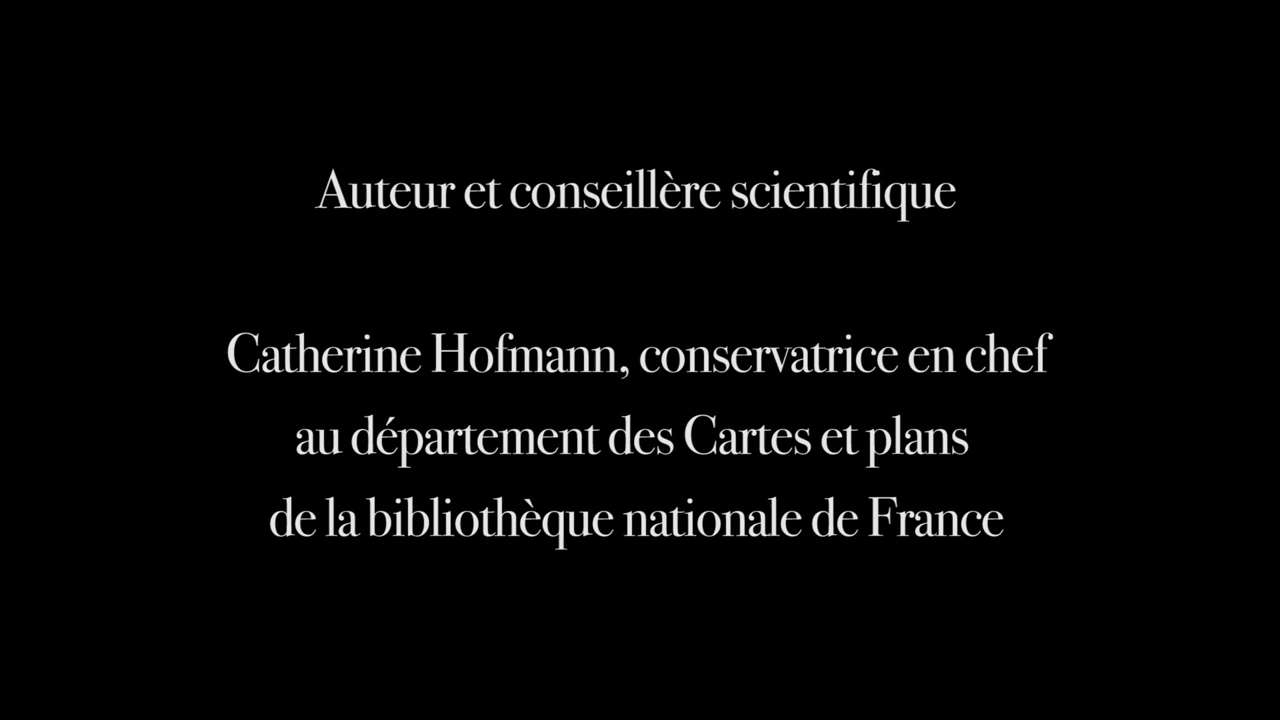 Auteur et conseillère scientifique
Catherine Hofmann, conservatrice en chef
au département des Cartes et plans
de la bibliothèque nationale de France